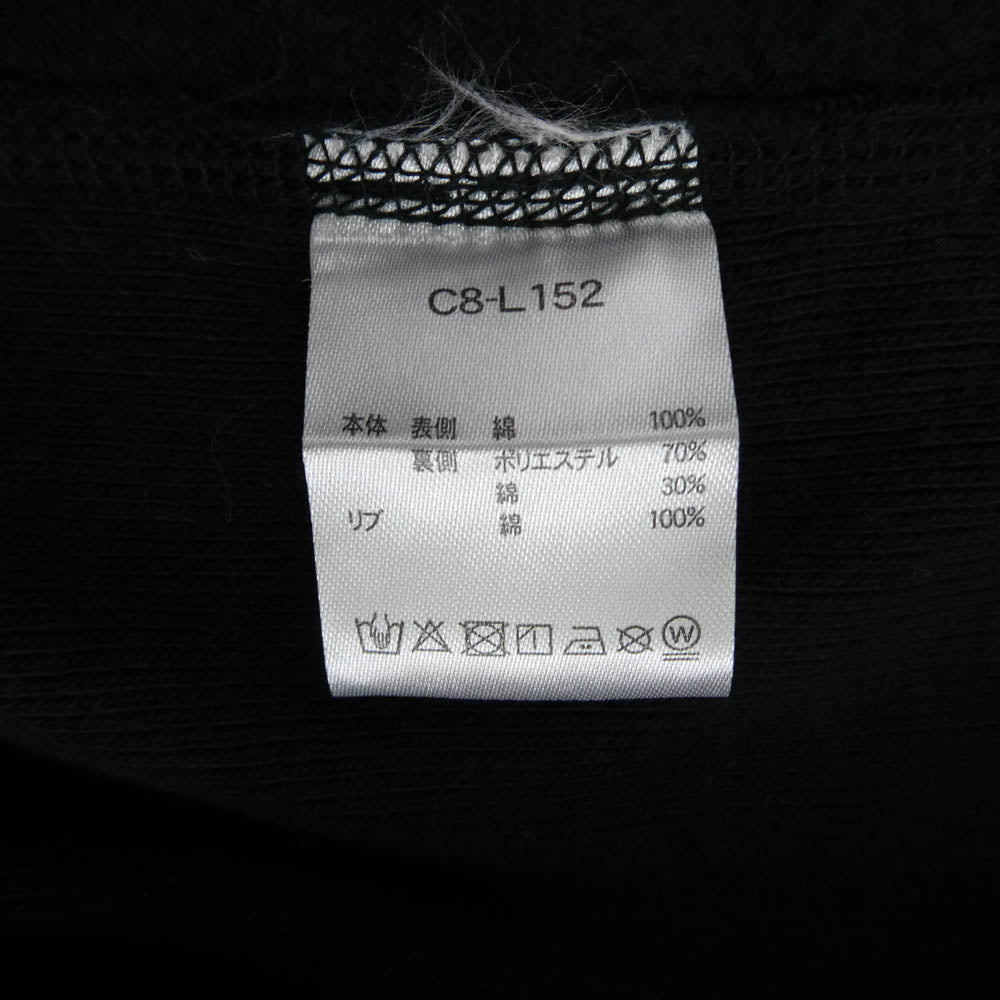 C8-L152
本体 表側 綿 100%
裏側 ポリエステル 70%
綿 30%
リブ 綿 100%
W